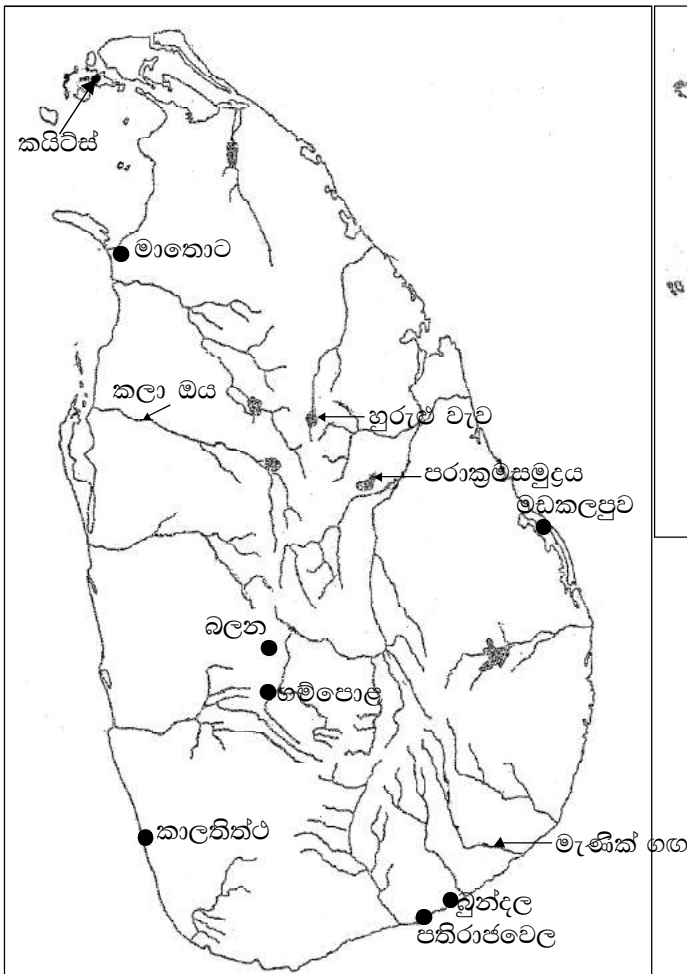 කයිට්ස්
මාතොට
කලා ඔය
හුරුළු වැව
පරාක්‍රමසමුද්‍රය
මඩකලපුව
බලන
ගම්පොළ
කාලතිත්ථ
මැණික් ගඟ
බුන්දල
පතිරාජවෙල